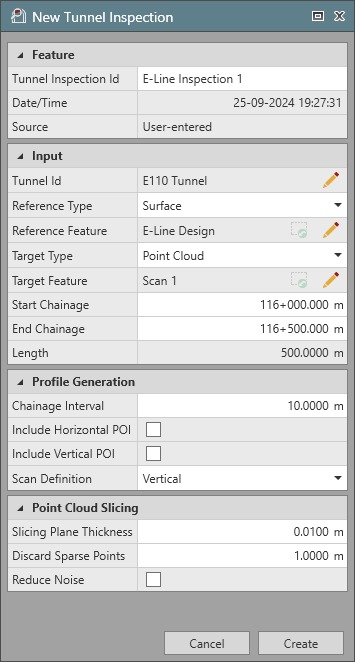 New Tunnel Inspection
Feature
Tunnel Inspection Id E-Line Inspection 1
Date/Time 25-09-2024 19:27:31
Source User-entered
Input
Tunnel Id E110 Tunnel
Reference Type Surface
Reference Feature E-Line Design
Target Type Point Cloud
Target Feature Scan 1
Start Chainage 116+000.000 m
End Chainage 116+500.000 m
Length 500.0000 m
Profile Generation
Chainage Interval 10.0000 m
Include Horizontal POI
Include Vertical POI
Scan Definition Vertical
Point Cloud Slicing
Slicing Plane Thickness 0.0100 m
Discard Sparse Points 1.0000 m
Reduce Noise
Cancel Create